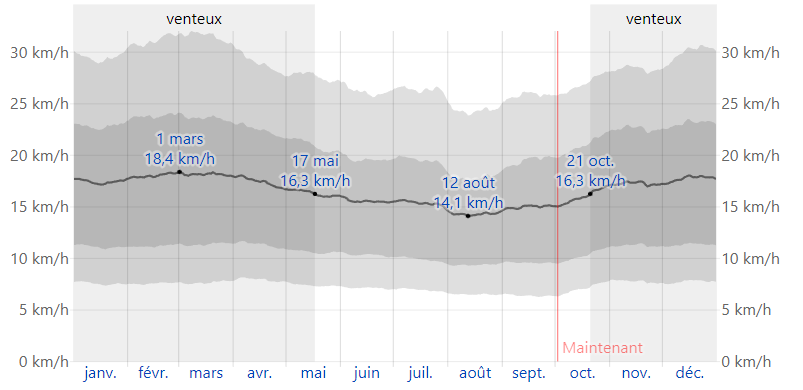 venteux
venteux
30 km/h
30 km/h
25 km/h
25 km/h
20 km/h
20 km/h
15 km/h
15 km/h
10 km/h
10 km/h
5 km/h
5 km/h
0 km/h
0 km/h
1 mars
18,4 km/h
17 mai
16,3 km/h
12 août
14,1 km/h
21 oct.
16,3 km/h
Maintenant
janv.
févr.
mars
avr.
mai
juin
juil.
août
sept.
oct.
nov.
déc.